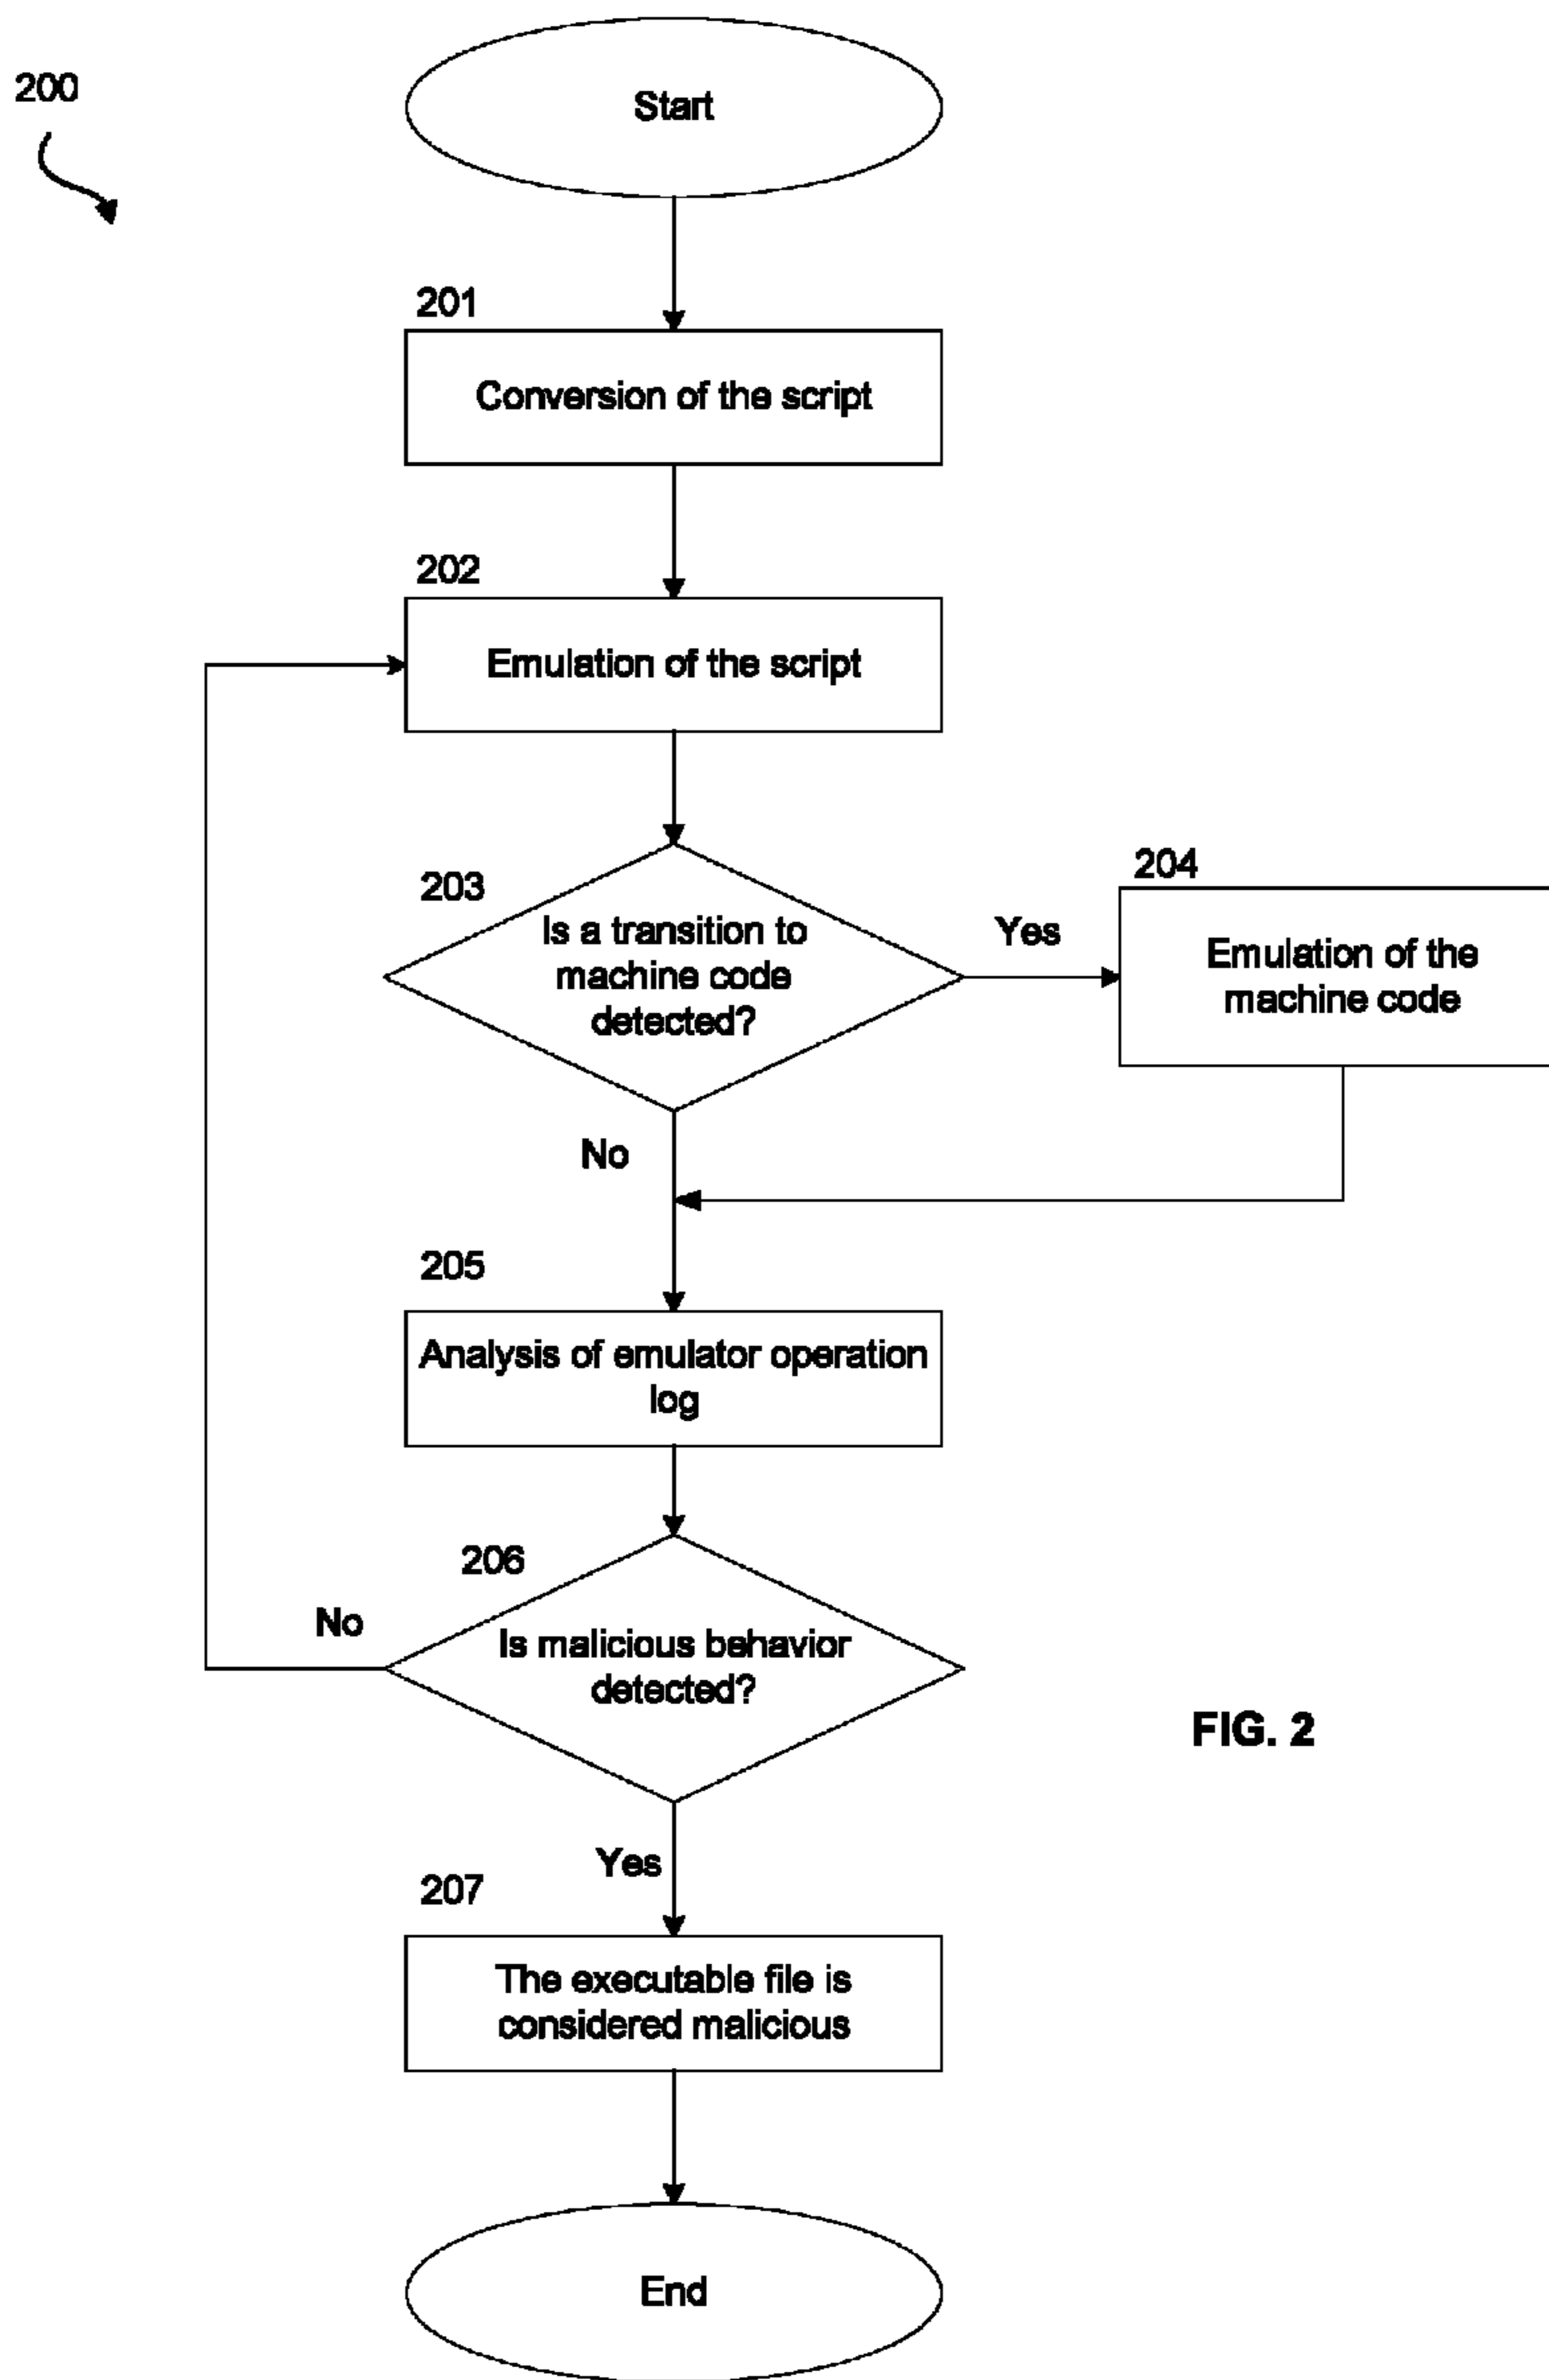 200
Start
201
Conversion of the script
202
Emulation of the script
203
Is a transition to
machine code
detected?
Yes
204
Emulation of the
machine code
No
205
Analysis of emulator operation
log
206
No
Is malicious behavior
detected?
FIG. 2
Yes
207
The executable file is
considered malicious
End